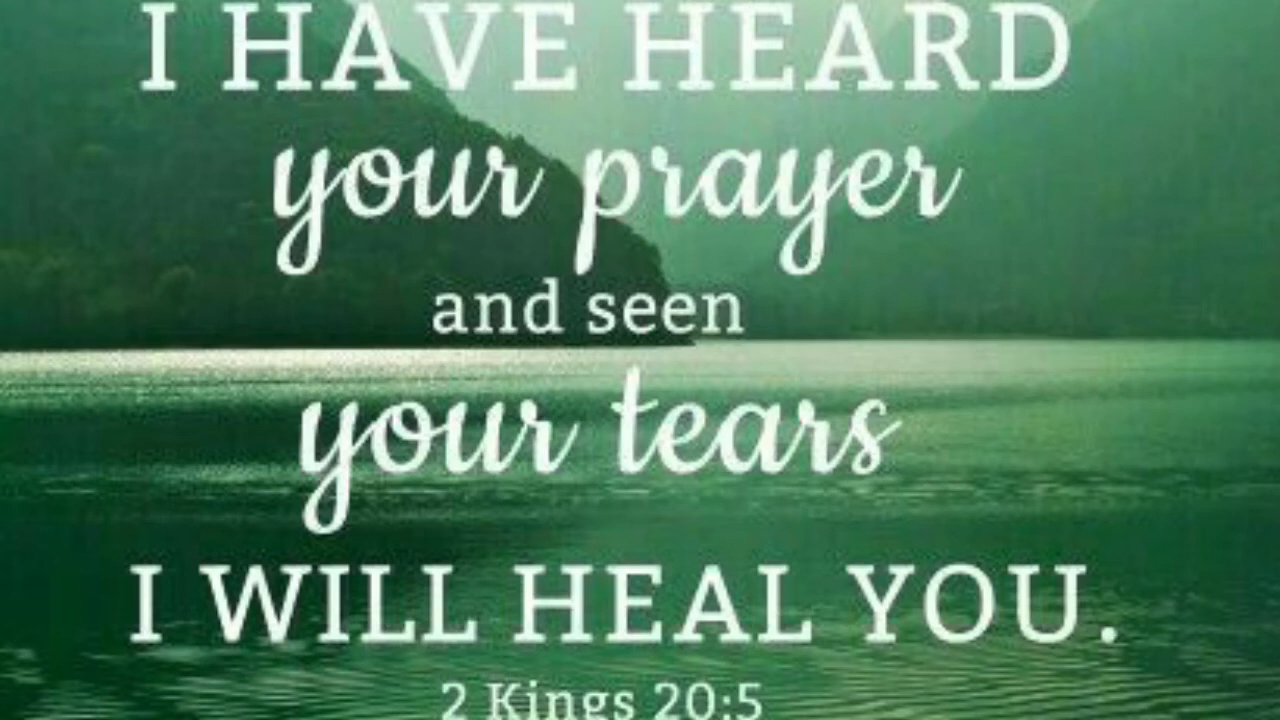 I HAVE HEARD
your prayer
and seen
your tears
I WILL HEAL YOU.
2 Kings 20:5